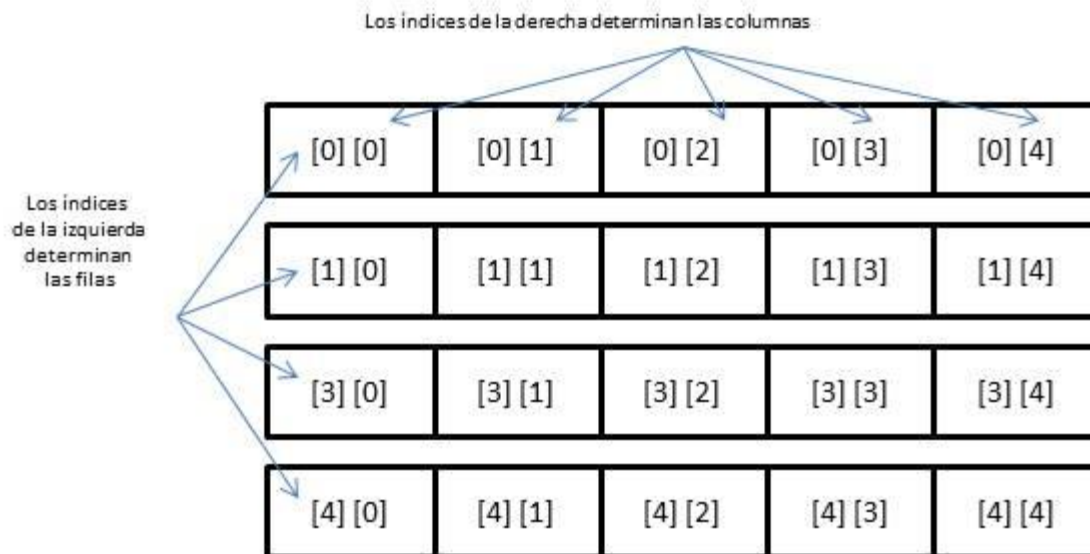 Los índices de la derecha determinan las columnas
[0] [0] [0] [1] [0] [2] [0] [3] [0] [4]
Los índices
de la izquierda
determinan
las filas
[1] [0] [1] [1] [1] [2] [1] [3] [1] [4]
[3] [0] [3] [1] [3] [2] [3] [3] [3] [4]
[4] [0] [4] [1] [4] [2] [4] [3] [4] [4]